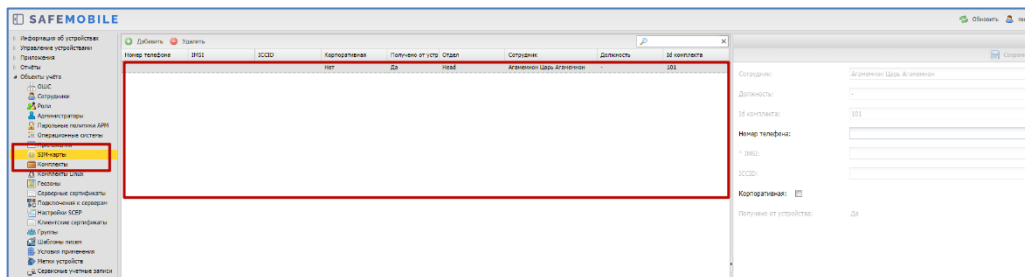 SAFEMOBILE
Обновить
Информация об устройствах
Управление устройствами
Приложения
Отчёты
Объекты учёта
ОШС
Сотрудники
Роли
Администраторы
Парольные политики АРМ
Операционные системы
SIM-карты
Комплекты
Комплекты Linux
Геозоны
Серверные сертификаты
Подключения к серверам
Настройки SCEP
Клиентские сертификаты
Группы
Шаблоны писем
Условия применения
Метки устройств
Сервисные учетные записи
Добавить Удалить
Номер телефона IMSI ICCID Корпоративная Получено от устр Отдел Сотрудник Должность Id комплекта
Нет Да Head Агамемнон Царь Агамемнон - 101
Сотрудник: Агамемнон Царь Агамемнон
Должность: -
Id комплекта: 101
Номер телефона:
* IMSI:
ICCID:
Корпоративная:
Получено от устройства: Да